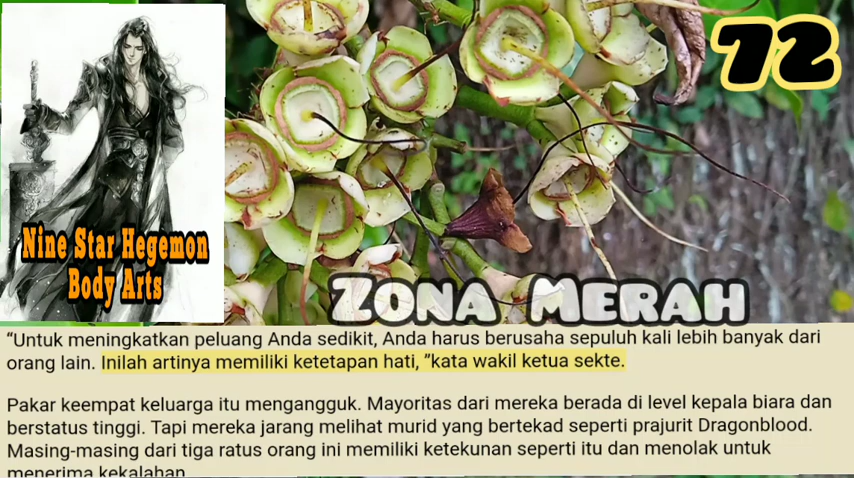 72
Nine Star Hegemon
Body Arts
Zona Merah
“Untuk meningkatkan peluang Anda sedikit, Anda harus berusaha sepuluh kali lebih banyak dari
orang lain. Inilah artinya memiliki ketetapan hati, ”kata wakil ketua sekte.
Pakar keempat keluarga itu mengangguk. Mayoritas dari mereka berada di level kepala biara dan
berstatus tinggi. Tapi mereka jarang melihat murid yang bertekad seperti prajurit Dragonblood.
Masing-masing dari tiga ratus orang ini memiliki ketekunan seperti itu dan menolak untuk
menerima kekalahan